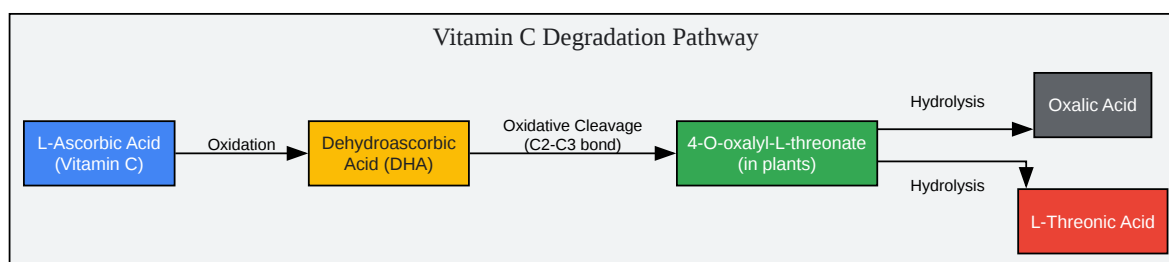 Vitamin C Degradation Pathway
L-Ascorbic Acid
(Vitamin C)
Oxidation
Dehydroascorbic
Acid (DHA)
Oxidative Cleavage
(C2-C3 bond)
4-O-oxalyl-L-threonate
(in plants)
Hydrolysis
Oxalic Acid
Hydrolysis
L-Threonic Acid